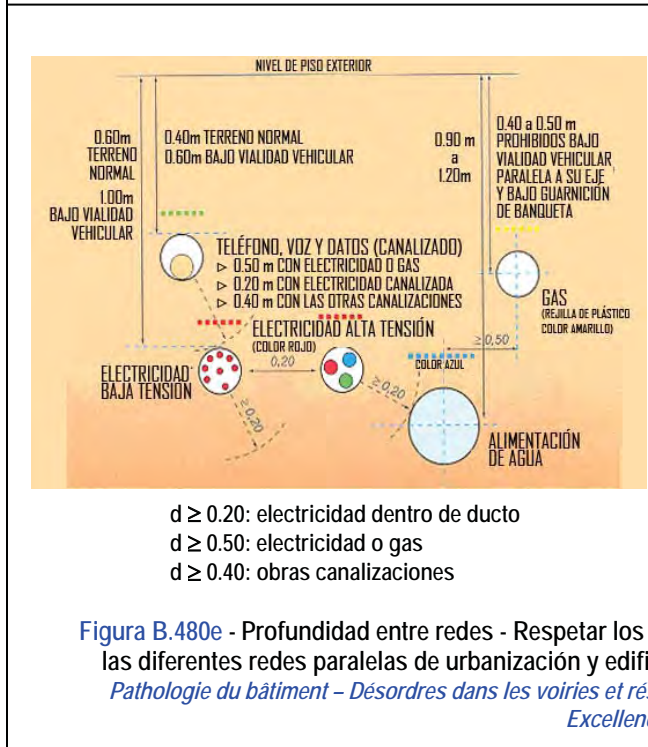 NIVEL DE PISO EXTERIOR
0.60m
TERRENO
NORMAL
1.00m
BAJO VIALIDAD
VEHICULAR
0.40m TERRENO NORMAL
0.60m BAJO VIALIDAD VEHICULAR
0.90 m
a
1.20m
0.40 a 0.50 m
PROHIBIDOS BAJO
VIALIDAD VEHICULAR
PARALELA A SU EJE
Y BAJO GUARNICIÓN
DE BANQUETA
TELÉFONO, VOZ Y DATOS (CANALIZADO)
▷ 0.50 m CON ELECTRICIDAD O GAS
▷ 0.20 m CON ELECTRICIDAD CANALIZADA
▷ 0.40 m CON LAS OTRAS CANALIZACIONES
GAS
(REJILLA DE PLÁSTICO
COLOR AMARILLO)
ELECTRICIDAD ALTA TENSIÓN
(COLOR ROJO)
≥ 0,50
0,20
COLOR AZUL
ELECTRICIDAD
BAJA TENSIÓN
≥ 0,20
≥ 0,20
ALIMENTACIÓN
DE AGUA
d ≥ 0.20: electricidad dentro de ducto
d ≥ 0.50: electricidad o gas
d ≥ 0.40: obras canalizaciones
Figura B.480e - Profundidad entre redes - Respetar los
las diferentes redes paralelas de urbanización y edifi
Pathologie du bâtiment – Désordres dans les voiries et rés
Excellenc